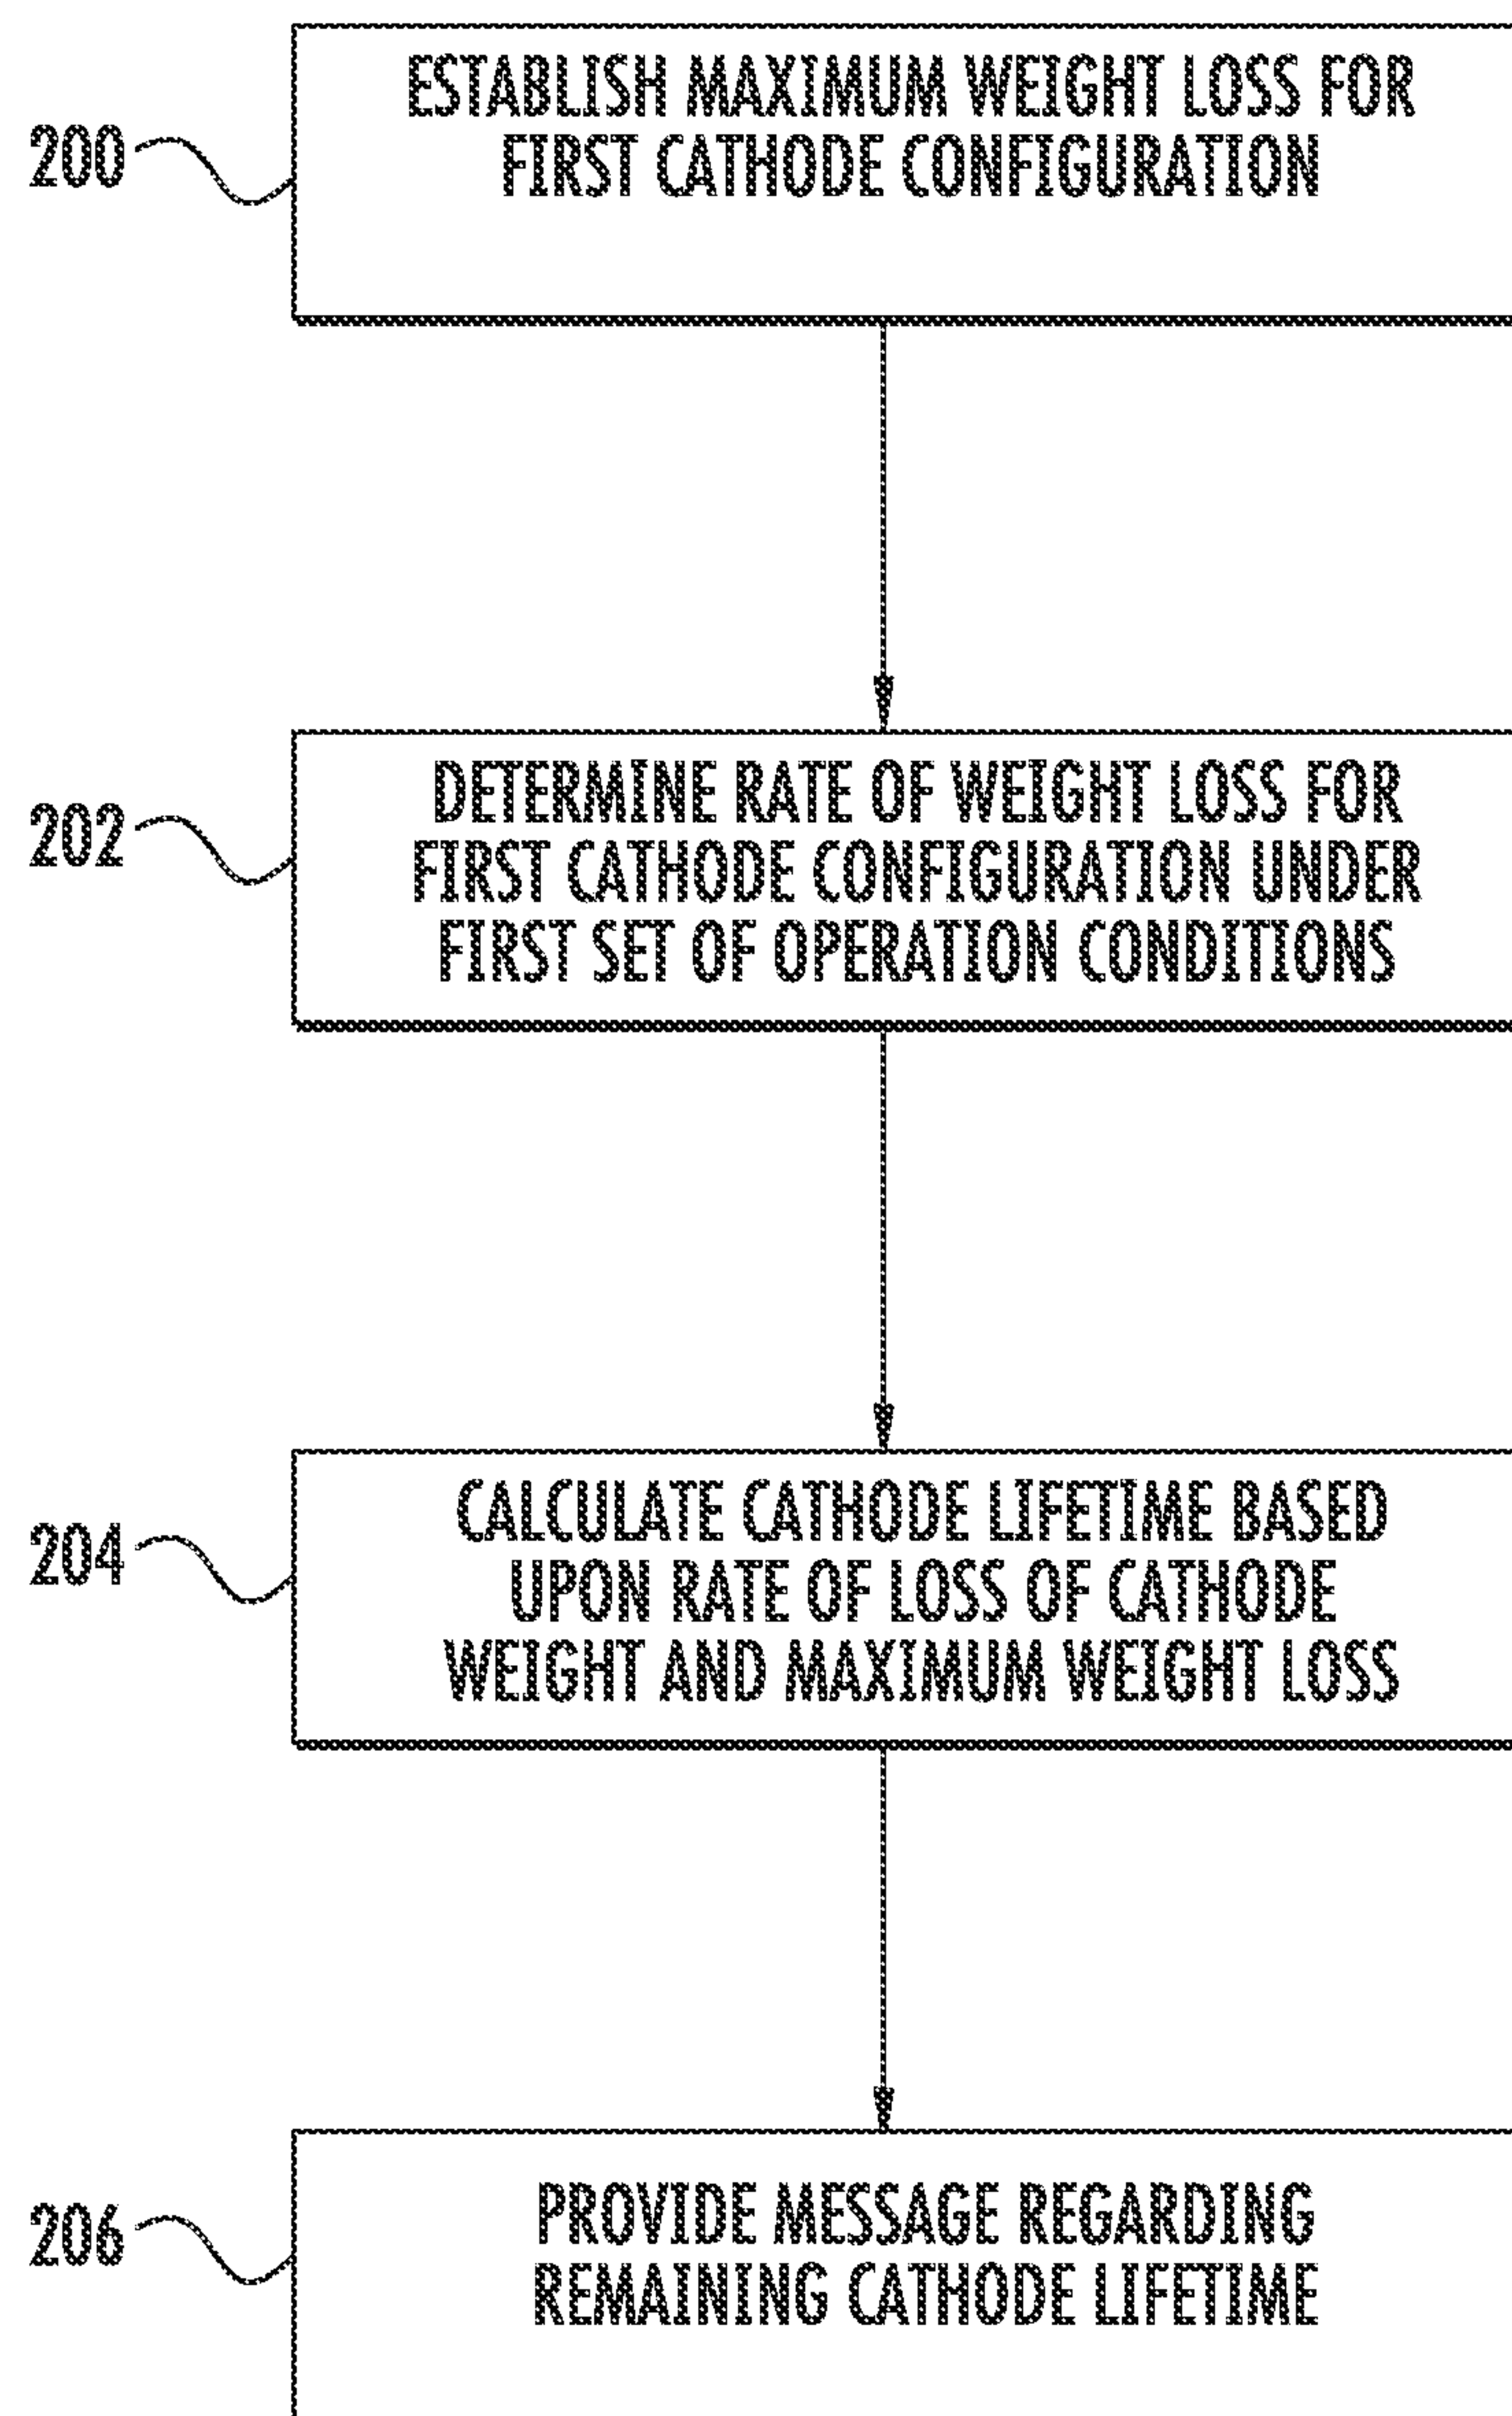 ESTABLISH MAXIMUM WEIGHT LOSS FOR
FIRST CATHODE CONFIGURATION
200
DETERMINE RATE OF WEIGHT LOSS FOR
FIRST CATHODE CONFIGURATION UNDER
FIRST SET OF OPERATION CONDITIONS
202
CALCULATE CATHODE LIFETIME BASED
UPON RATE OF LOSS OF CATHODE
WEIGHT AND MAXIMUM WEIGHT LOSS
204
PROVIDE MESSAGE REGARDING
REMAINING CATHODE LIFETIME
206